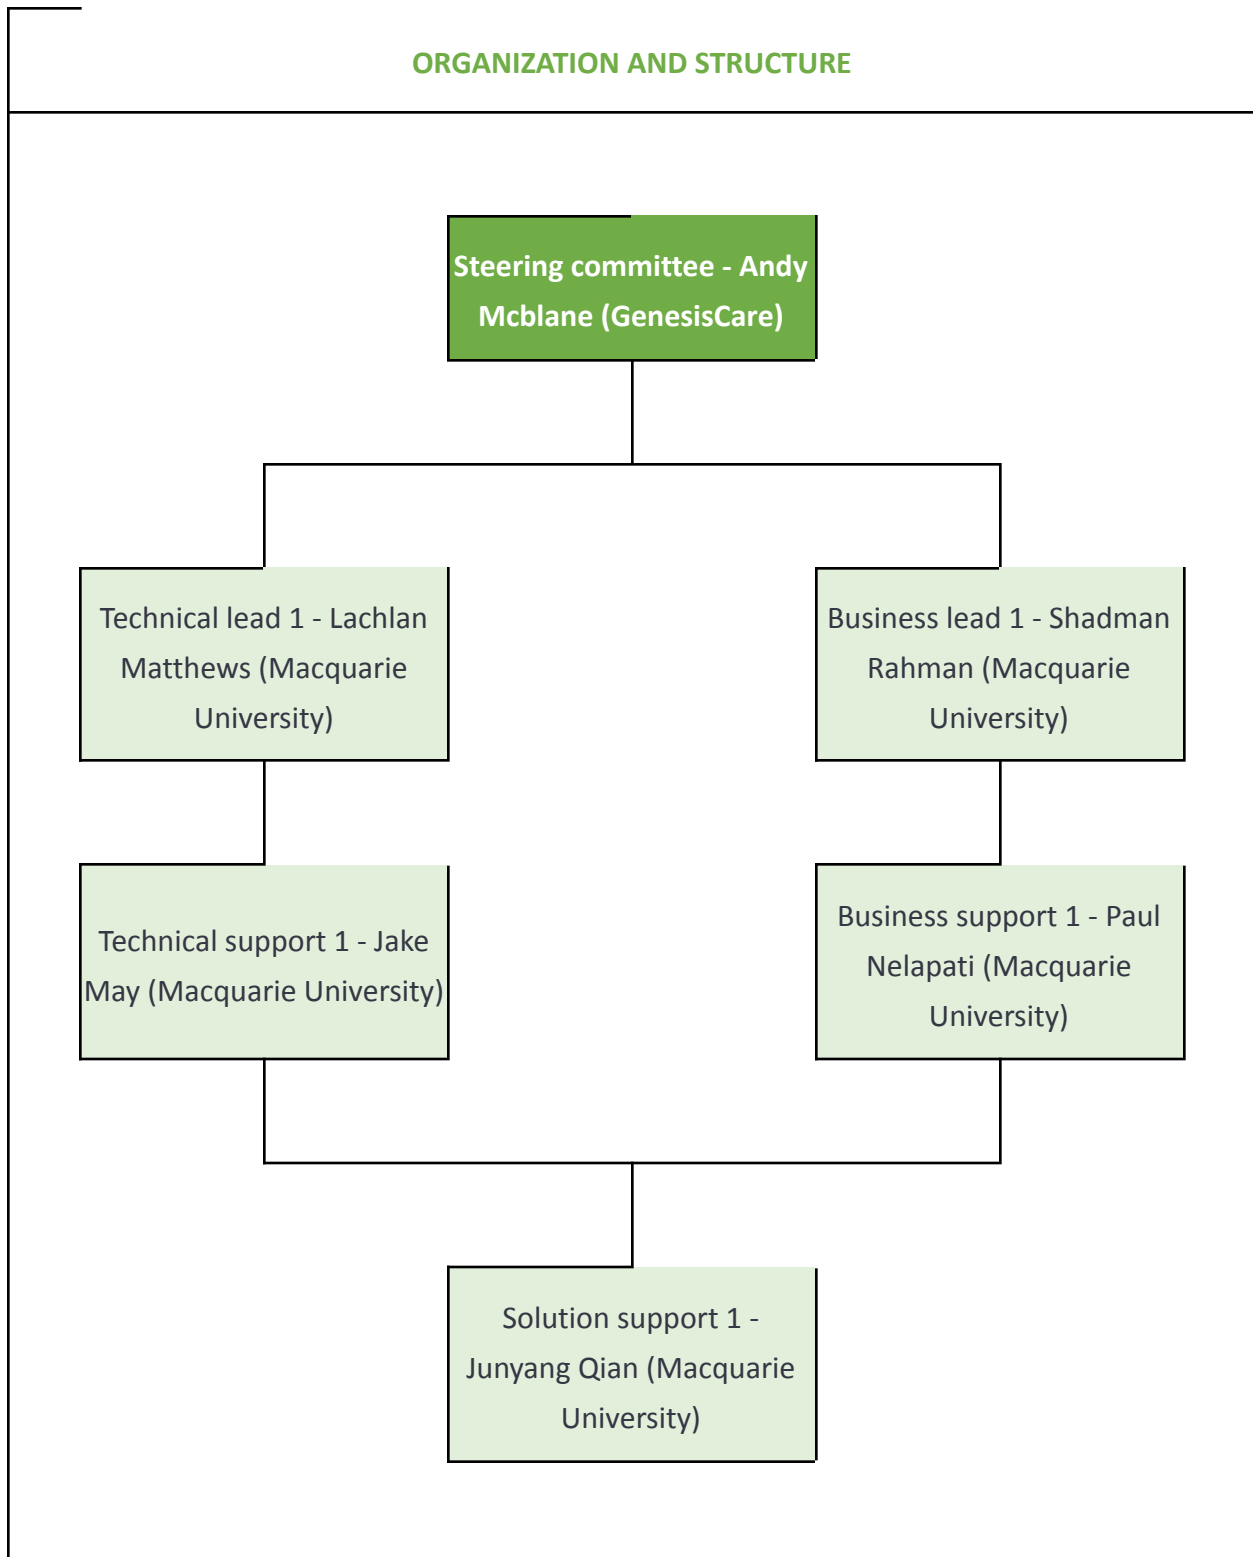 ORGANIZATION AND STRUCTURE
Steering committee - Andy
Mcblane (GenesisCare)
Technical lead 1 - Lachlan
Matthews (Macquarie
University)
Business lead 1 - Shadman
Rahman (Macquarie
University)
Technical support 1 - Jake
May (Macquarie University)
Business support 1 - Paul
Nelapati (Macquarie
University)
Solution support 1 -
Junyang Qian (Macquarie
University)